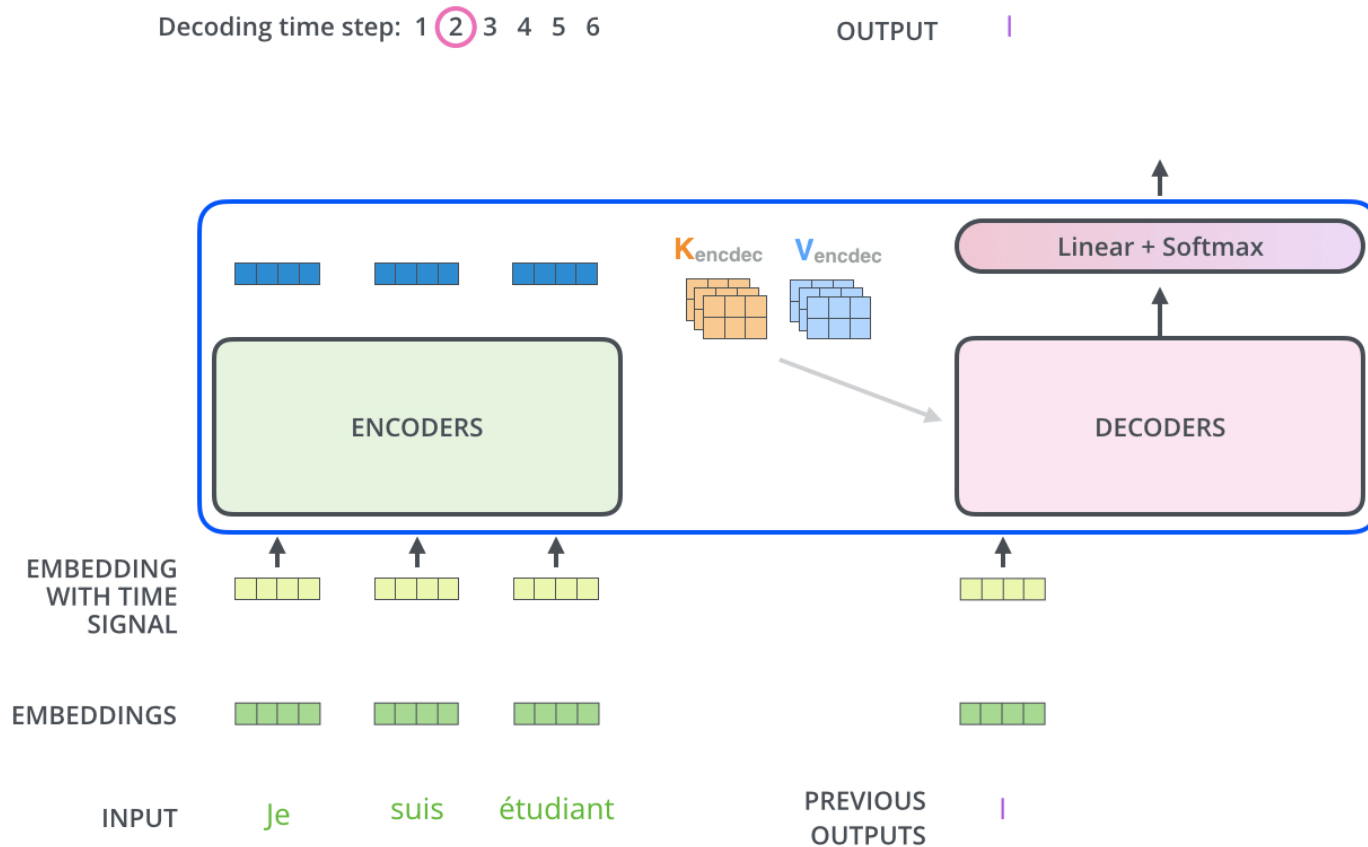 Decoding time step: 1 2 3 4 5 6
OUTPUT I
Kencdec Vencdec
Linear + Softmax
ENCODERS
DECODERS
EMBEDDING
WITH TIME
SIGNAL
EMBEDDINGS
INPUT Je suis étudiant
PREVIOUS
OUTPUTS
I